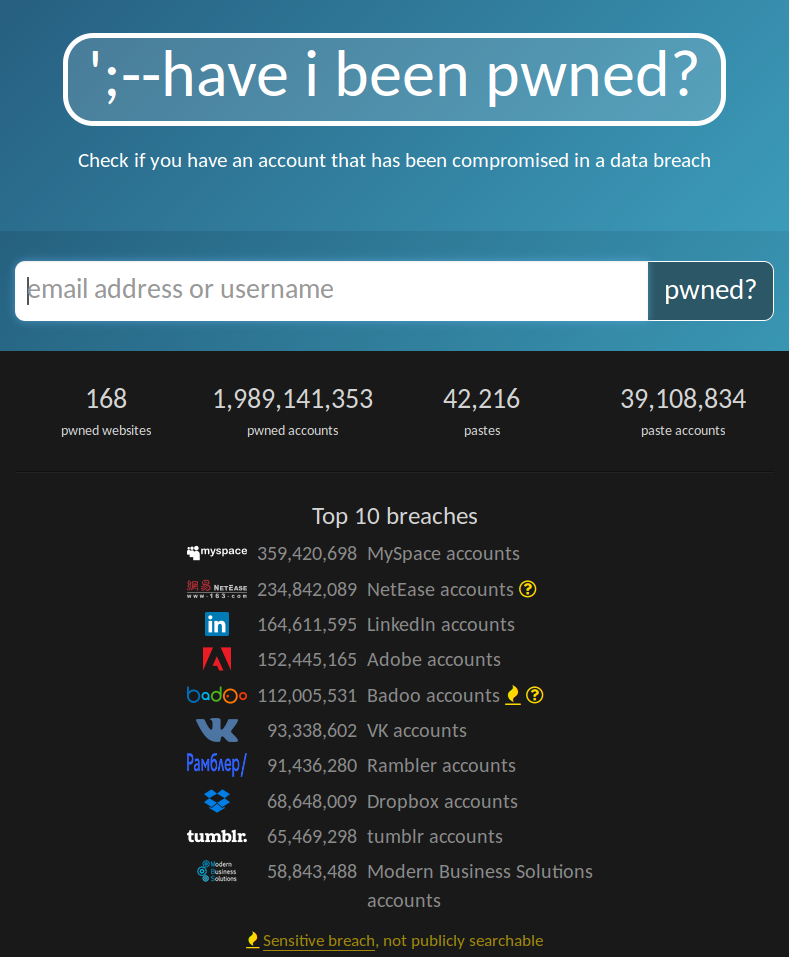 ';--have i been pwned?
Check if you have an account that has been compromised in a data breach
email address or username
pwned?
168 1,989,141,353 42,216 39,108,834
pwned websites pwned accounts pastes paste accounts
Top 10 breaches
myspace 359,420,698 MySpace accounts
網易 NETEASE www.163.com 234,842,089 NetEase accounts ?
in 164,611,595 LinkedIn accounts
152,445,165 Adobe accounts
badoo 112,005,531 Badoo accounts ?
VK 93,338,602 VK accounts
Рамблер/ 91,436,280 Rambler accounts
68,648,009 Dropbox accounts
tumblr. 65,469,298 tumblr accounts
Modern Business Solutions 58,843,488 Modern Business Solutions
accounts
Sensitive breach, not publicly searchable